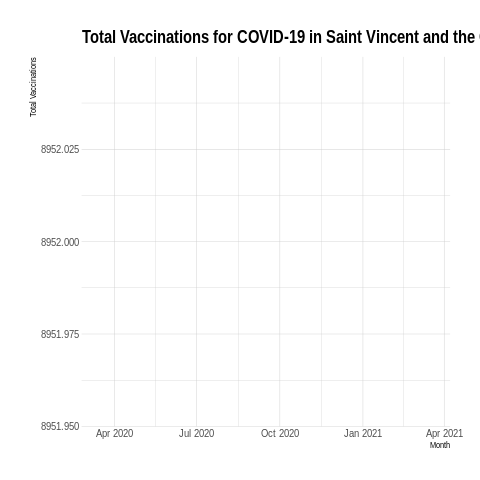 Total Vaccinations for COVID-19 in Saint Vincent and the
Total Vaccinations
8952.025
8952.000
8951.975
8951.950
Apr 2020 Jul 2020 Oct 2020 Jan 2021 Apr 2021
Month